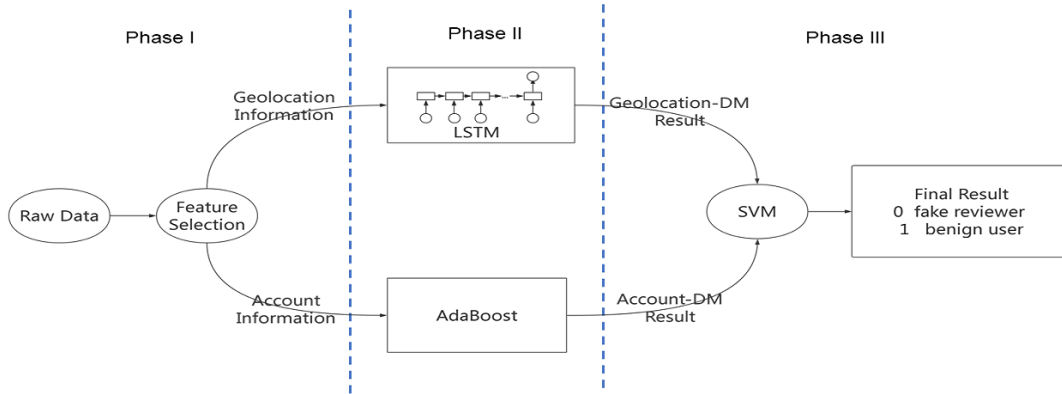 Phase I
Phase II
Phase III
Raw Data
Feature
Selection
Geolocation
Information
Account
Information
...
LSTM
AdaBoost
Geolocation-DM
Result
Account-DM
Result
SVM
Final Result
0 fake reviewer
1 benign user